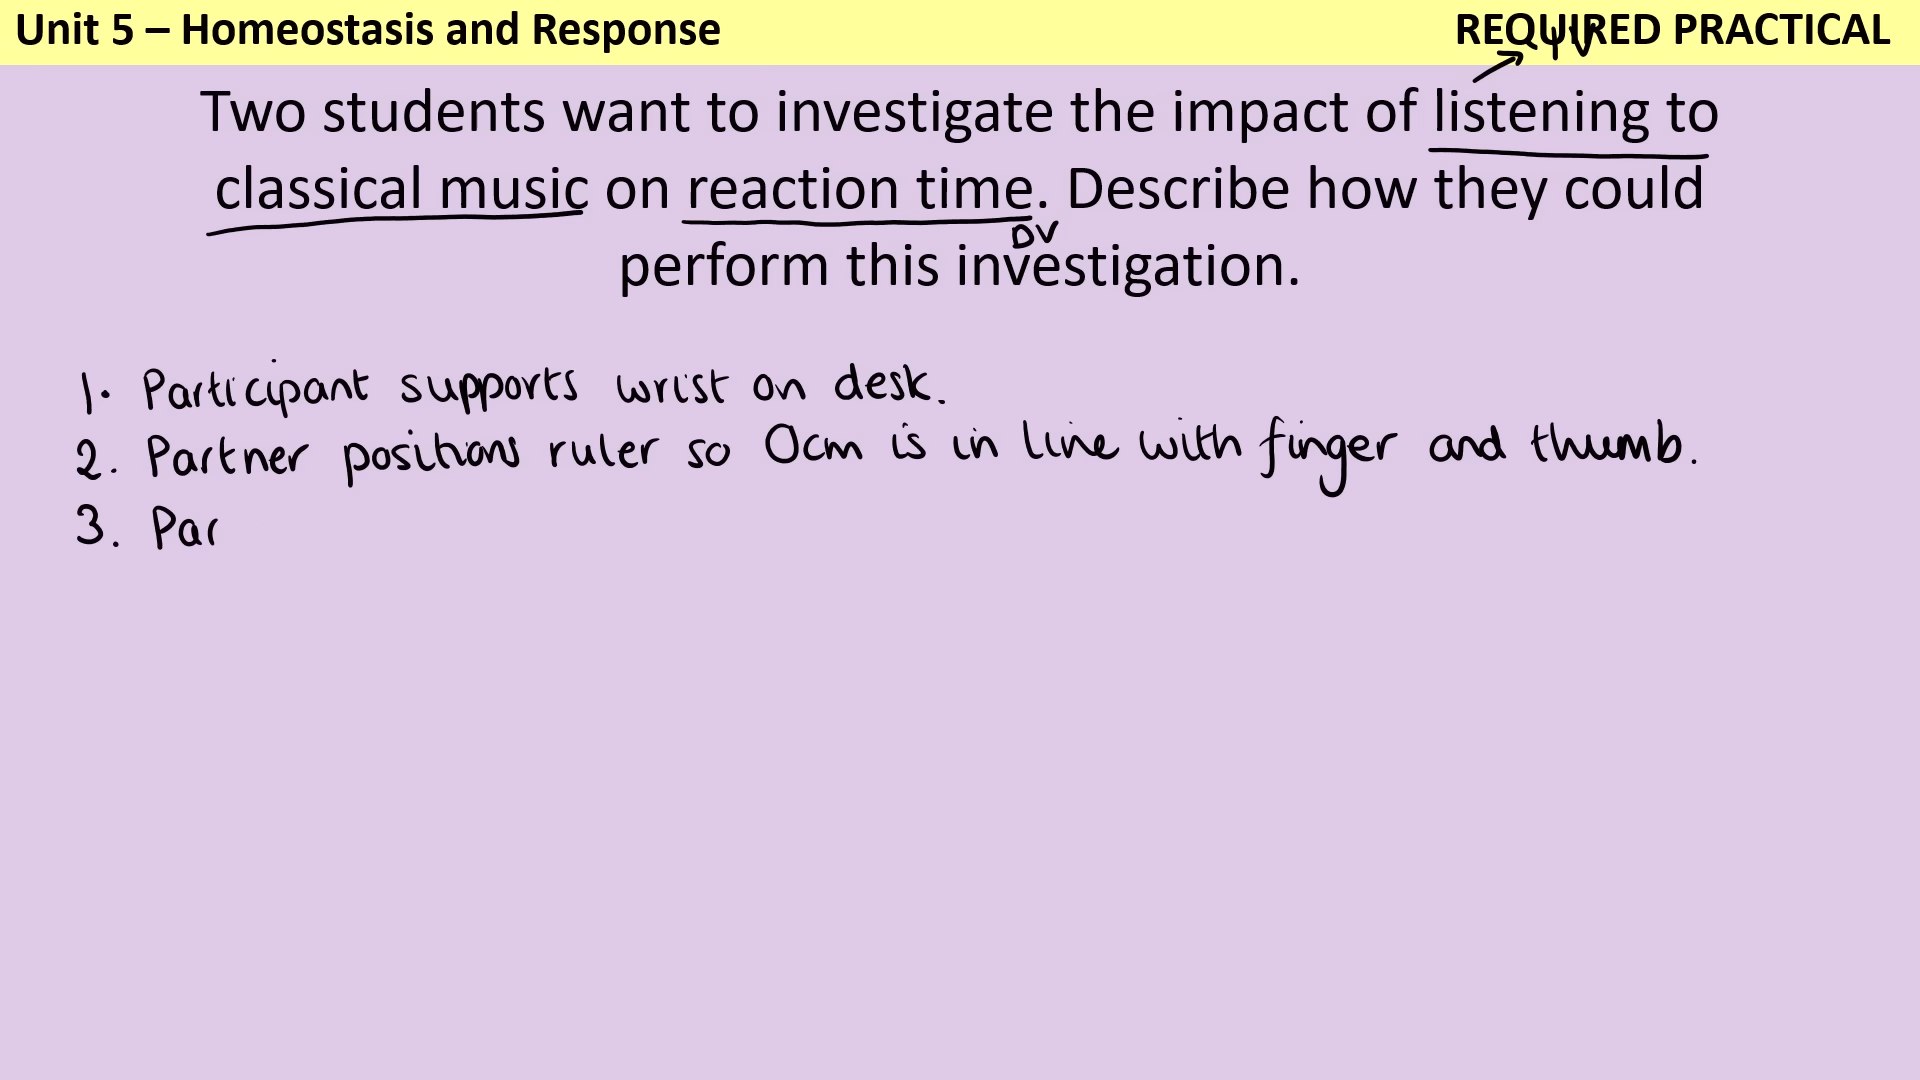 Unit 5 – Homeostasis and Response
REQUIRED PRACTICAL
IV
Two students want to investigate the impact of listening to
classical music on reaction time. Describe how they could
DV
perform this investigation.
1. Participant supports wrist on desk.
2. Partner positions ruler so 0cm is in line with finger and thumb.
3. Par